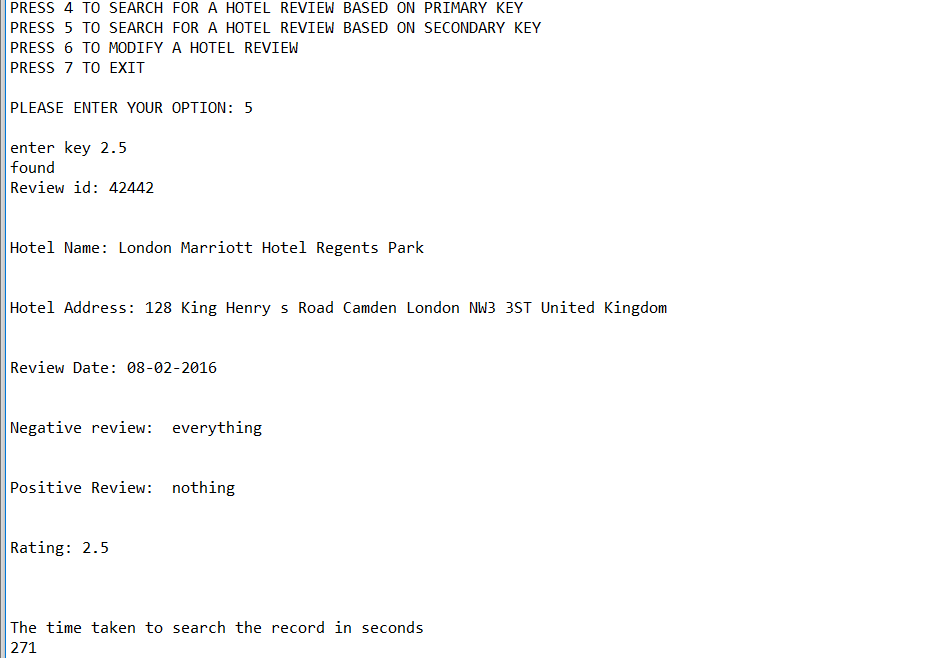 PRESS 4 TO SEARCH FOR A HOTEL REVIEW BASED ON PRIMARY KEY
PRESS 5 TO SEARCH FOR A HOTEL REVIEW BASED ON SECONDARY KEY
PRESS 6 TO MODIFY A HOTEL REVIEW
PRESS 7 TO EXIT
PLEASE ENTER YOUR OPTION: 5
enter key 2.5
found
Review id: 42442
Hotel Name: London Marriott Hotel Regents Park
Hotel Address: 128 King Henry s Road Camden London NW3 3ST United Kingdom
Review Date: 08-02-2016
Negative review:  everything
Positive Review:  nothing
Rating: 2.5
The time taken to search the record in seconds
271